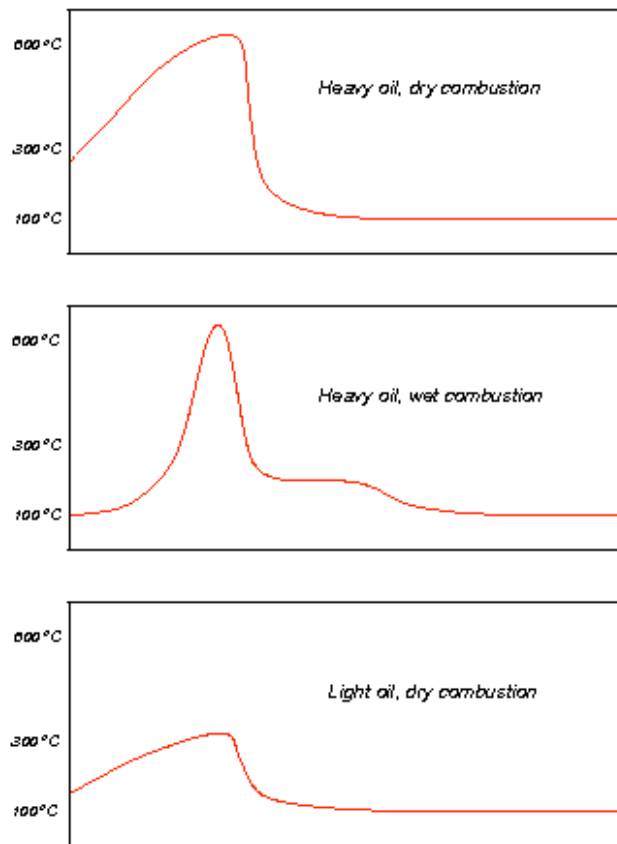 600°C
Heavy oil, dry combustion
300°C
100°C
600°C
Heavy oil, wet combustion
300°C
100°C
600°C
Light oil, dry combustion
300°C
100°C